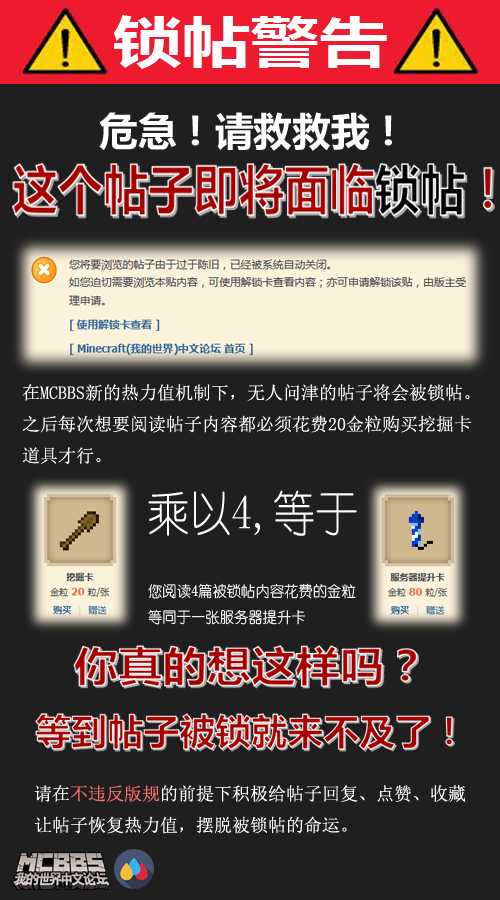 锁帖警告
危急！请救救我！
这个帖子即将面临锁帖！
您将要浏览的帖子由于过于陈旧，已经被系统自动关闭。
如您迫切需要浏览本贴内容，可使用解锁卡查看内容；亦可申请解锁该贴，由版主受
理申请。
[ 使用解锁卡查看 ]
[ Minecraft(我的世界)中文论坛 首页 ]
在MCBBS新的热力值机制下，无人问津的帖子将会被锁帖。
之后每次想要阅读帖子内容都必须花费20金粒购买挖掘卡
道具才行。
乘以4,等于
挖掘卡
金粒 20 粒/张
购买 | 赠送
您阅读4篇被锁帖内容花费的金粒
等同于一张服务器提升卡
服务器提升卡
金粒 80 粒/张
购买 | 赠送
你真的想这样吗？
等到帖子被锁就来不及了！
请在不违反版规的前提下积极给帖子回复、点赞、收藏
让帖子恢复热力值，摆脱被锁帖的命运。
MCBBS
我的世界中文论坛